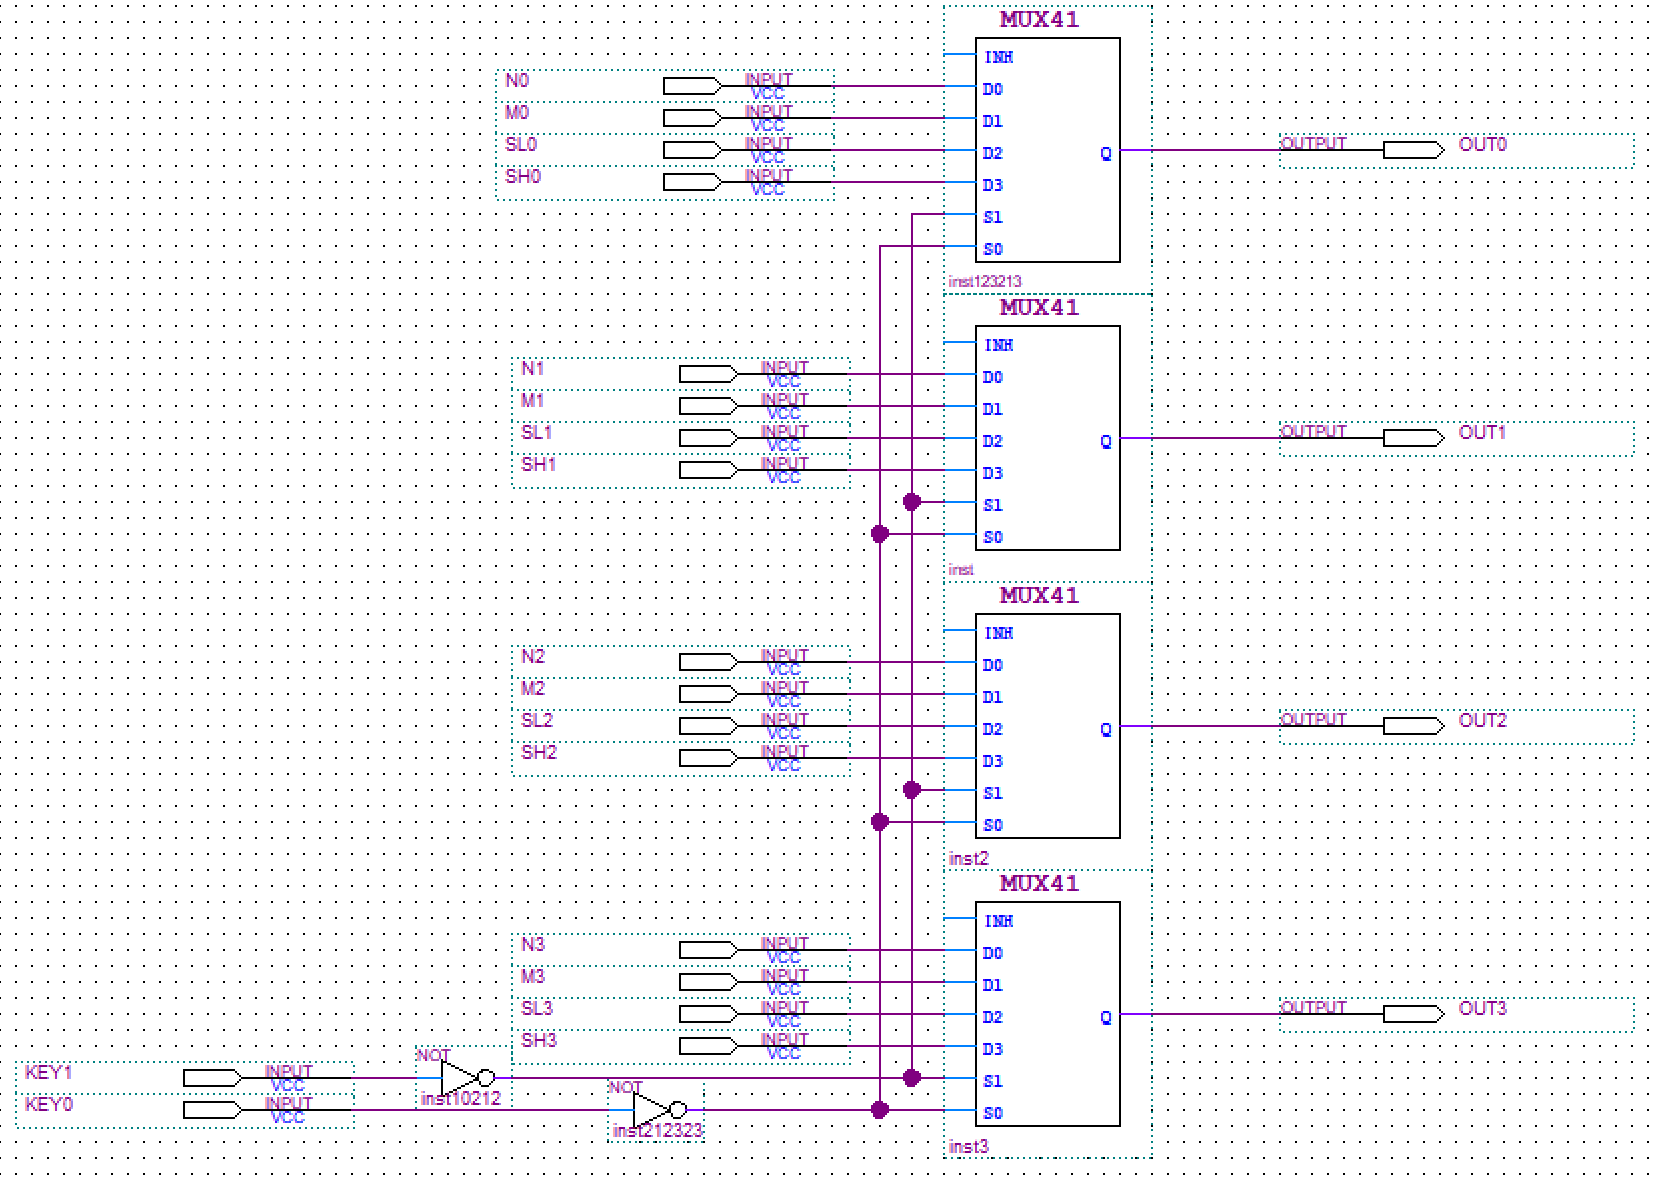 MUX41
INH
N0 INPUT VCC D0
M0 INPUT VCC D1
SL0 INPUT VCC D2 Q OUTPUT OUT0
SH0 INPUT VCC D3
S1
S0
inst123213
MUX41
INH
N1 INPUT VCC D0
M1 INPUT VCC D1
SL1 INPUT VCC D2 Q OUTPUT OUT1
SH1 INPUT VCC D3
S1
S0
inst
MUX41
INH
N2 INPUT VCC D0
M2 INPUT VCC D1
SL2 INPUT VCC D2 Q OUTPUT OUT2
SH2 INPUT VCC D3
S1
S0
inst2
MUX41
INH
N3 INPUT VCC D0
M3 INPUT VCC D1
SL3 INPUT VCC D2 Q OUTPUT OUT3
SH3 INPUT VCC D3
NOT
KEY1 INPUT VCC S1
inst10212
NOT
KEY0 INPUT VCC S0
inst212323
inst3